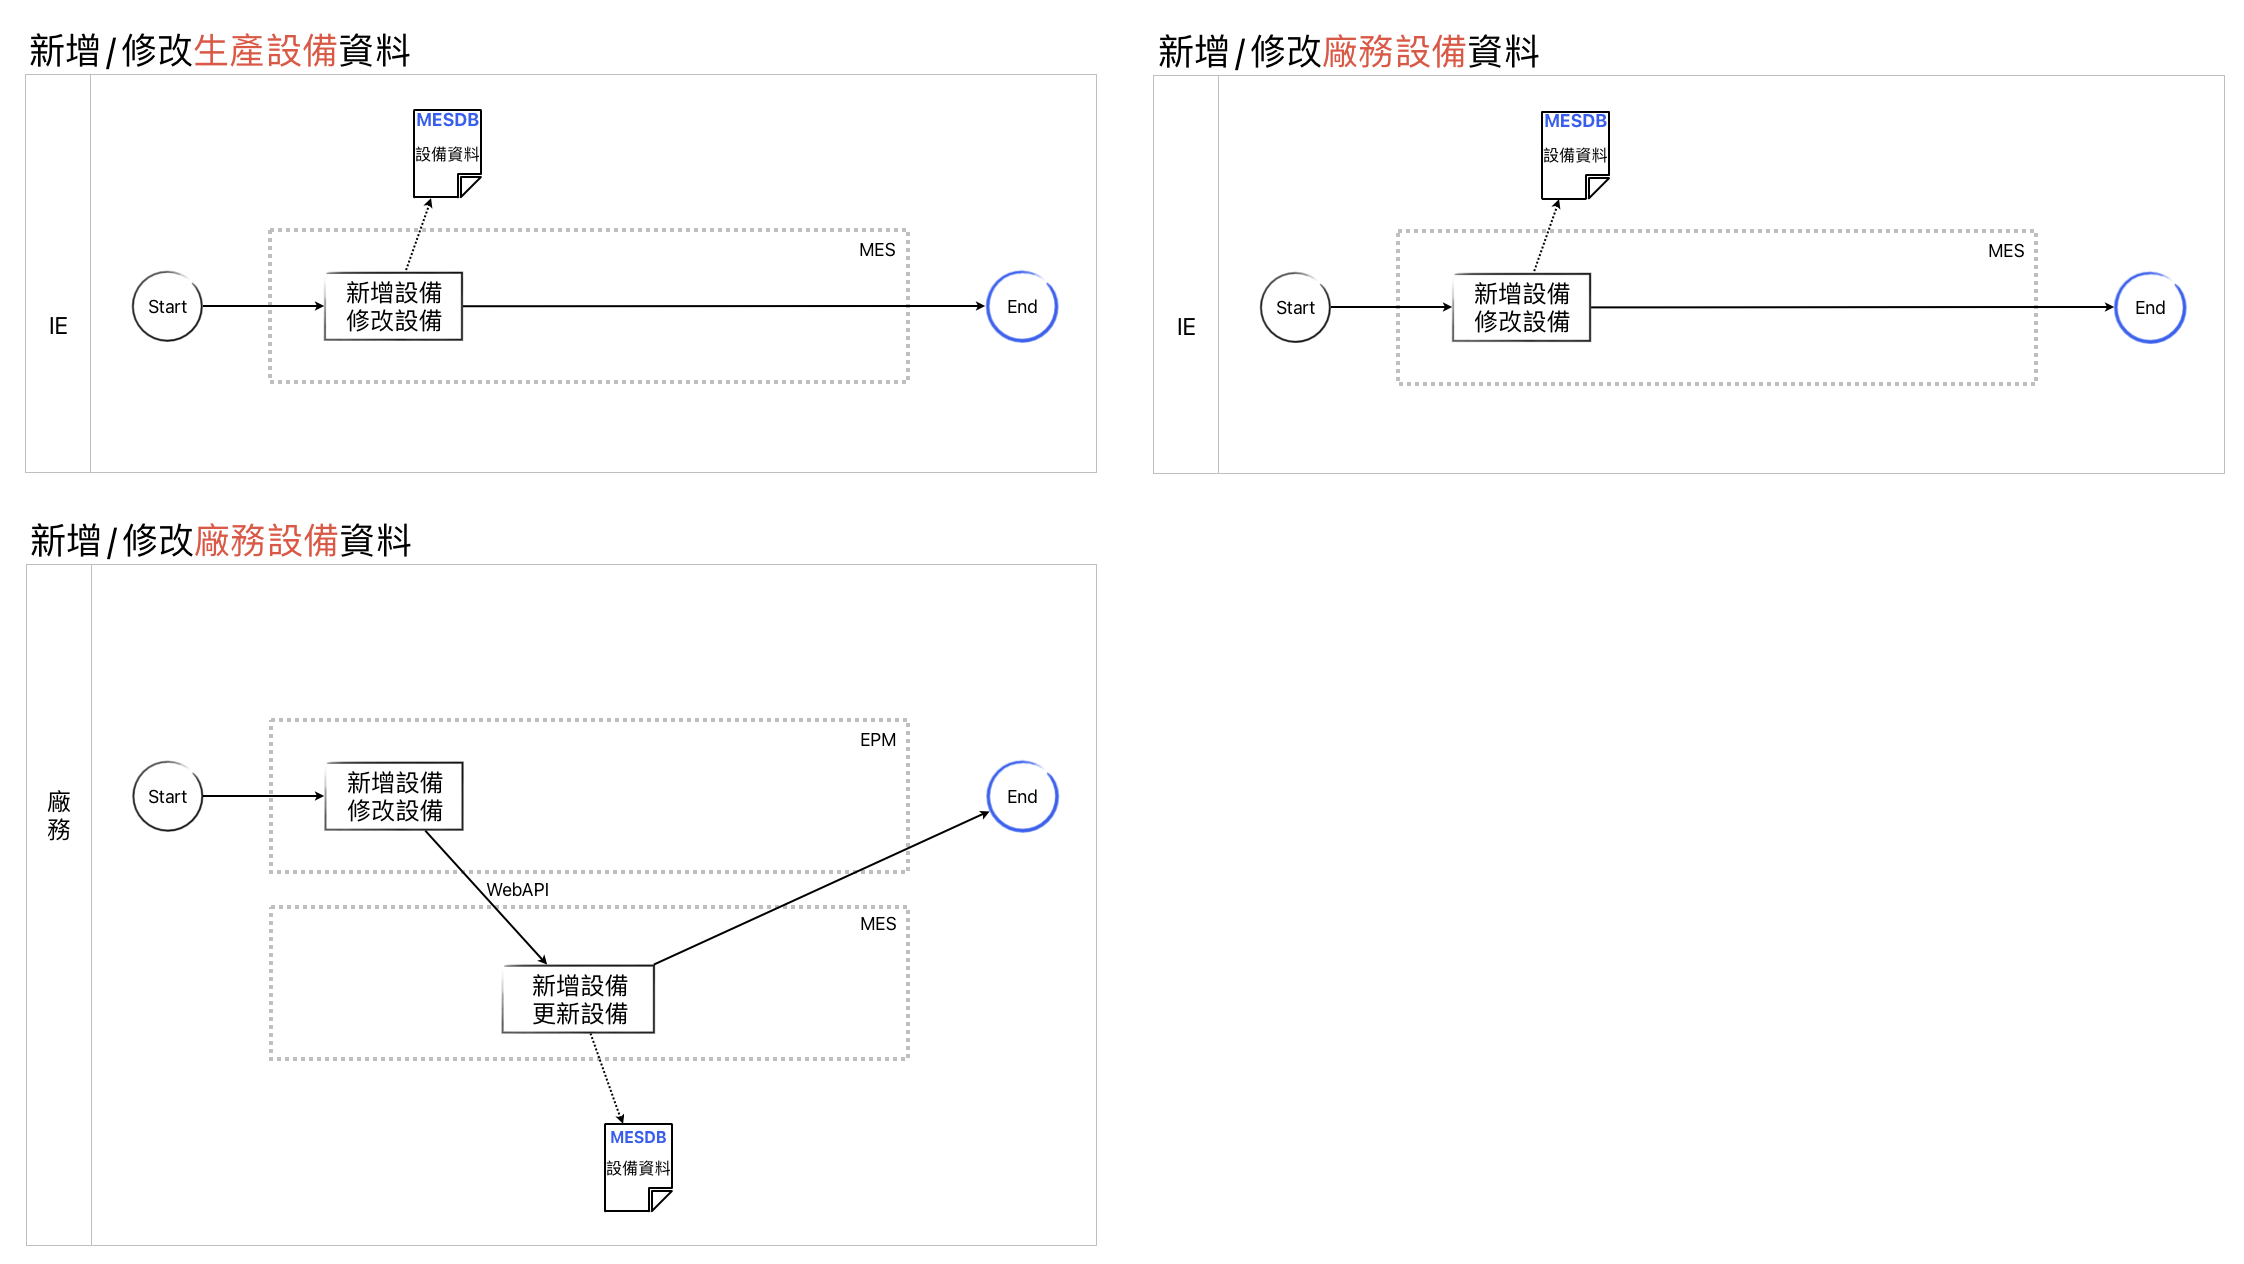 新增/修改生產設備資料
MESDB
設備資料
MES
IE
Start
新增設備
修改設備
End
新增/修改廠務設備資料
MESDB
設備資料
MES
IE
Start
新增設備
修改設備
End
新增/修改廠務設備資料
EPM
廠
務
Start
新增設備
修改設備
End
WebAPI
MES
新增設備
更新設備
MESDB
設備資料